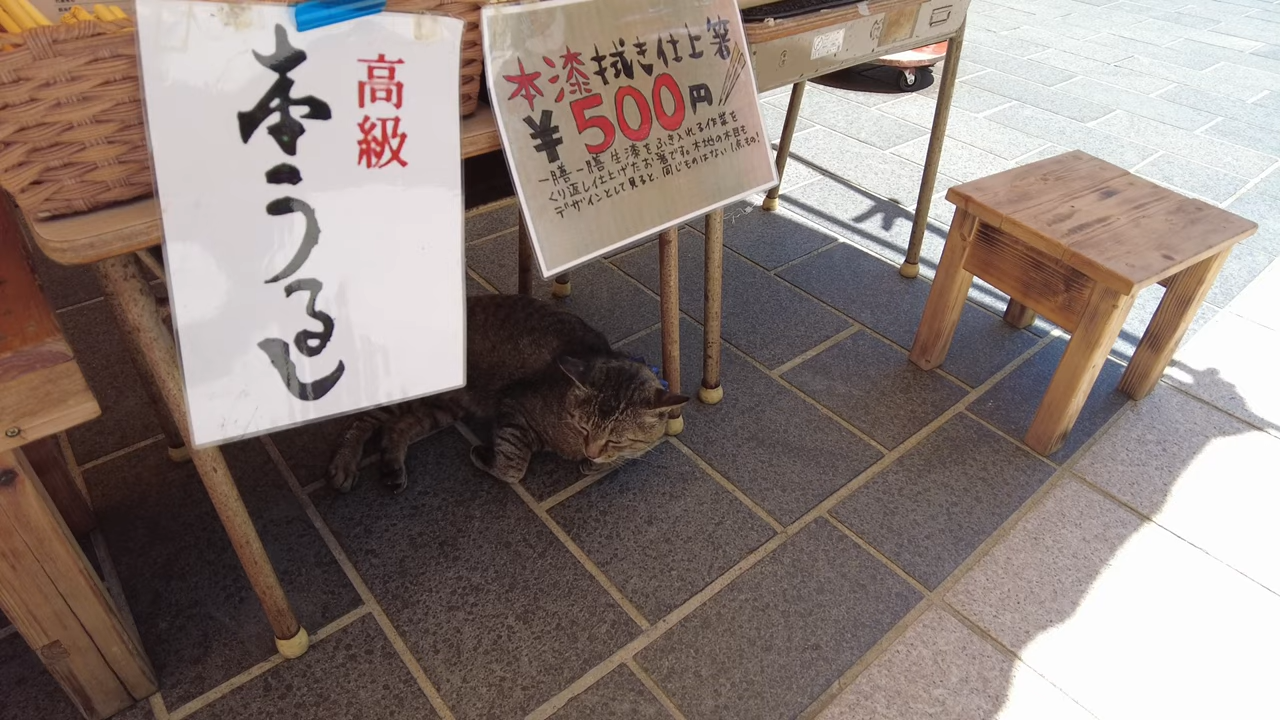 高級
本うるし
本漆拭き仕上箸
¥500円
一膳一膳生漆をふき入れる作業を
くり返し仕上げたお箸です。木地の木目も
デザインとして見ると、同じものはない1点もの!